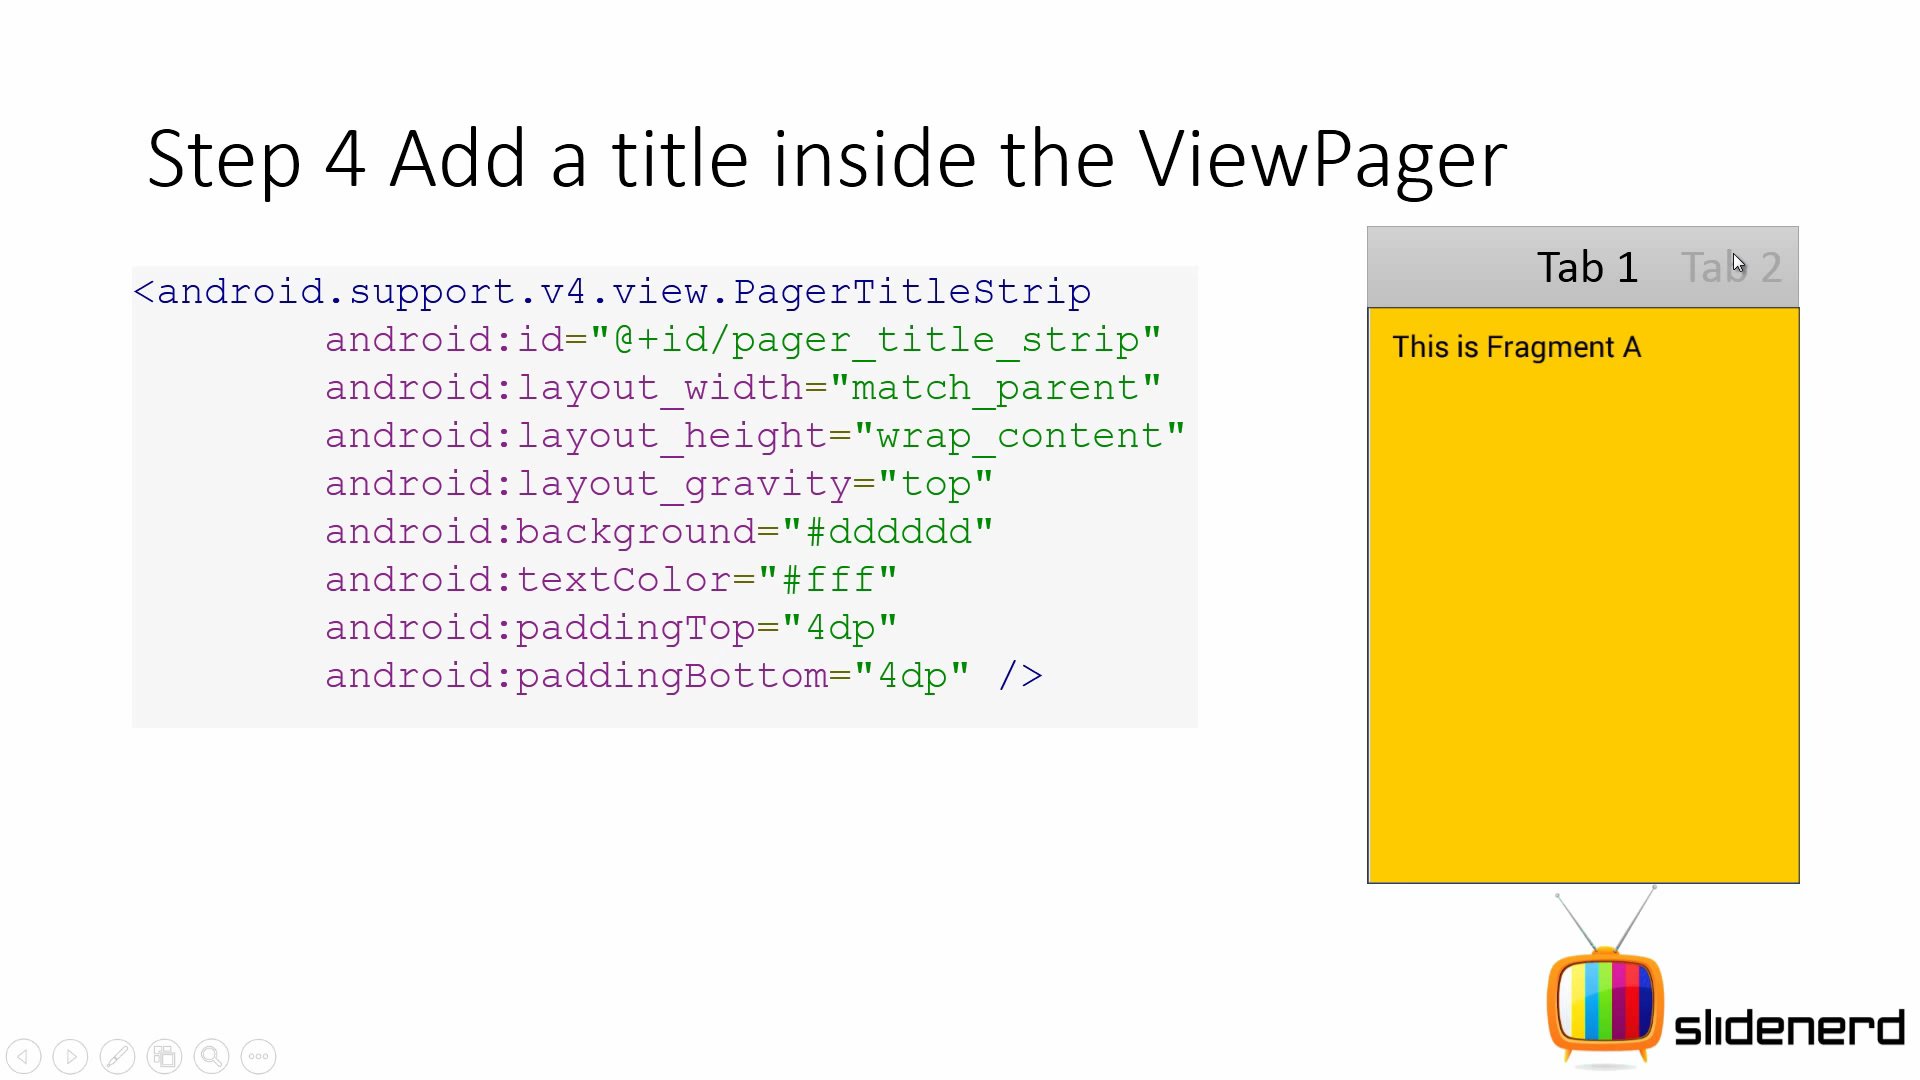 Step 4 Add a title inside the ViewPager
<android.support.v4.view.PagerTitleStrip
android:id="@+id/pager_title_strip"
android:layout_width="match_parent"
android:layout_height="wrap_content"
android:layout_gravity="top"
android:background="#dddddd"
android:textColor="#fff"
android:paddingTop="4dp"
android:paddingBottom="4dp" />
Tab 1 Tab 2
This is Fragment A
slidenerd